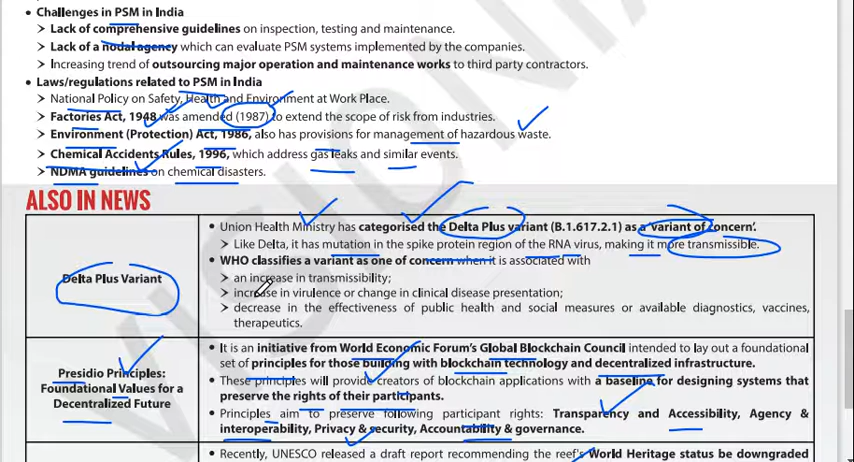 • Challenges in PSM in India
➤ Lack of comprehensive guidelines on inspection, testing and maintenance.
➤ Lack of a nodal agency which can evaluate PSM systems implemented by the companies.
➤ Increasing trend of outsourcing major operation and maintenance works to third party contractors.
• Laws/regulations related to PSM in India
➤ National Policy on Safety, Health and Environment at Work Place.
➤ Factories Act, 1948 was amended (1987) to extend the scope of risk from industries.
➤ Environment (Protection) Act, 1986, also has provisions for management of hazardous waste.
➤ Chemical Accidents Rules, 1996, which address gas leaks and similar events.
➤ NDMA guidelines on chemical disasters.
ALSO IN NEWS
Delta Plus Variant
• Union Health Ministry has categorised the Delta Plus variant (B.1.617.2.1) as a 'variant of concern'.
➤ Like Delta, it has mutation in the spike protein region of the RNA virus, making it more transmissible.
• WHO classifies a variant as one of concern when it is associated with
➤ an increase in transmissibility;
➤ increase in virulence or change in clinical disease presentation;
➤ decrease in the effectiveness of public health and social measures or available diagnostics, vaccines,
therapeutics.
Presidio Principles:
Foundational Values for a
Decentralized Future
• It is an initiative from World Economic Forum's Global Blockchain Council intended to lay out a foundational
set of principles for those building with blockchain technology and decentralized infrastructure.
• These principles will provide creators of blockchain applications with a baseline for designing systems that
preserve the rights of their participants.
• Principles aim to preserve following participant rights: Transparency and Accessibility, Agency &
interoperability, Privacy & security, Accountability & governance.
• Recently, UNESCO released a draft report recommending the reef's World Heritage status be downgraded